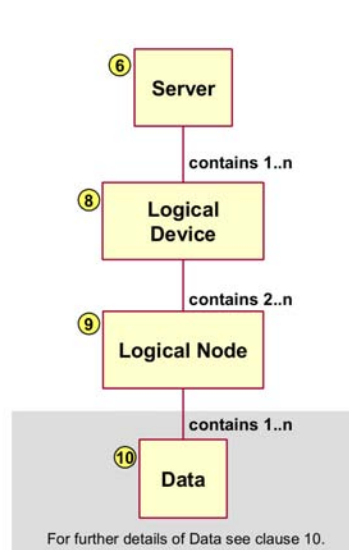 6
Server
contains 1..n
8
Logical
Device
contains 2..n
9
Logical Node
contains 1..n
10
Data
For further details of Data see clause 10.